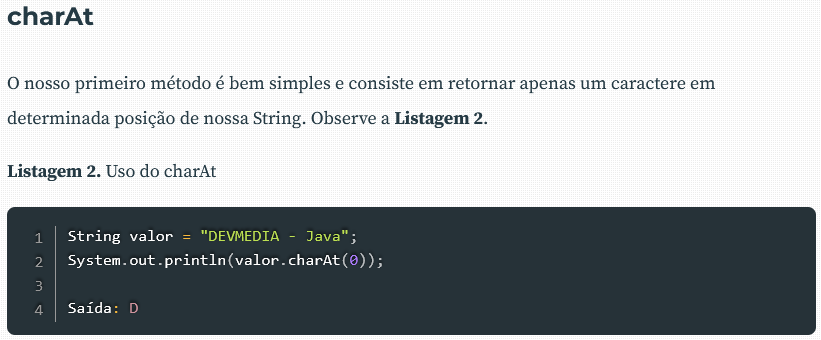 charAt
O nosso primeiro método é bem simples e consiste em retornar apenas um caractere em
determinada posição de nossa String. Observe a Listagem 2.
Listagem 2. Uso do charAt
1 String valor = "DEVMEDIA - Java";
2 System.out.println(valor.charAt(0));
3
4 Saída: D